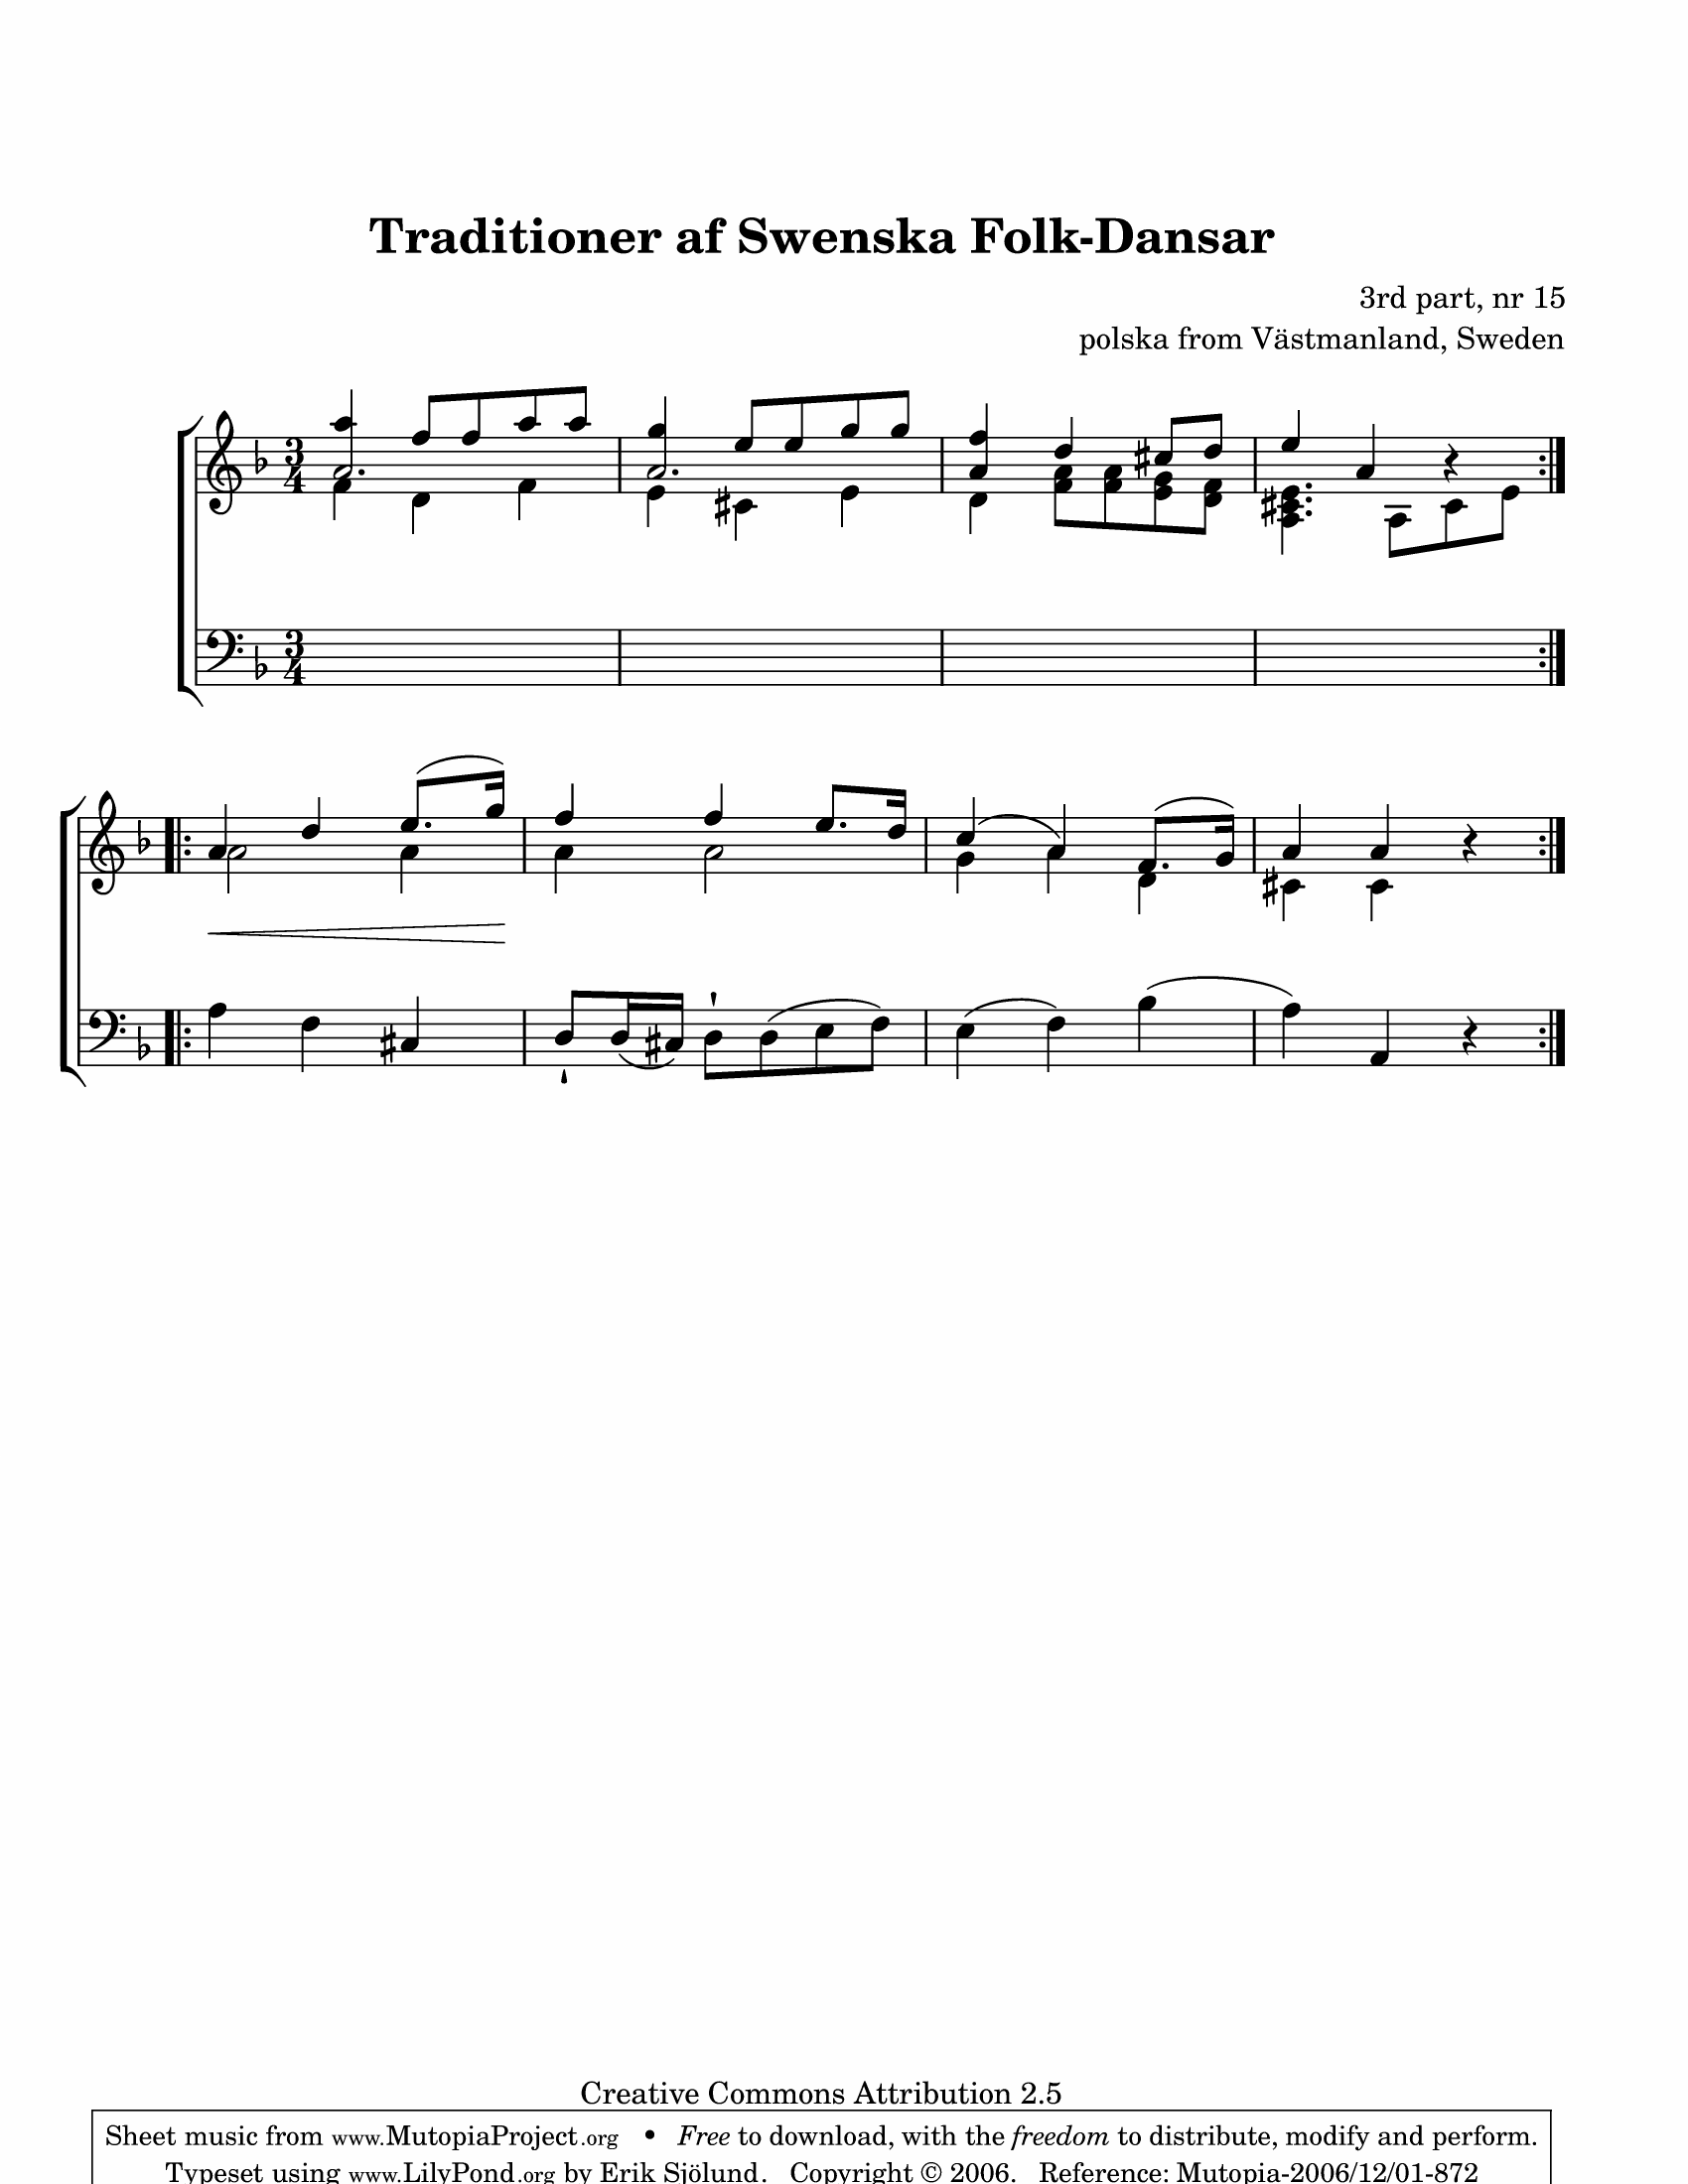 Traditioner af Swenska Folk-Dansar
3rd part, nr 15
polska from Västmanland, Sweden
3
4
3
4
Creative Commons Attribution 2.5
Sheet music from www.MutopiaProject.org • Free to download, with the freedom to distribute, modify and perform.
Typeset using www.LilyPond.org by Erik Sjölund. Copyright © 2006. Reference: Mutopia-2006/12/01-872